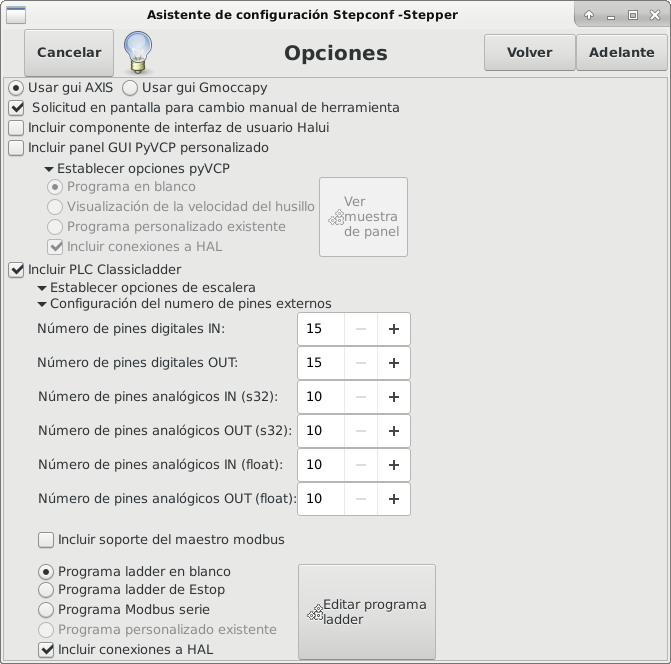 Asistente de configuración Stepconf -Stepper
Cancelar
Opciones
Volver
Adelante
Usar gui AXIS
Usar gui Gmoccapy
Solicitud en pantalla para cambio manual de herramienta
Incluir componente de interfaz de usuario Halui
Incluir panel GUI PyVCP personalizado
Establecer opciones pyVCP
Programa en blanco
Visualización de la velocidad del husillo
Programa personalizado existente
Incluir conexiones a HAL
Ver
muestra
de panel
Incluir PLC Classicladder
Establecer opciones de escalera
Configuración del numero de pines externos
Número de pines digitales IN: 15
Número de pines digitales OUT: 15
Número de pines analógicos IN (s32): 10
Número de pines analógicos OUT (s32): 10
Número de pines analógicos IN (float): 10
Número de pines analógicos OUT (float): 10
Incluir soporte del maestro modbus
Programa ladder en blanco
Programa ladder de Estop
Programa Modbus serie
Programa personalizado existente
Incluir conexiones a HAL
Editar programa
ladder